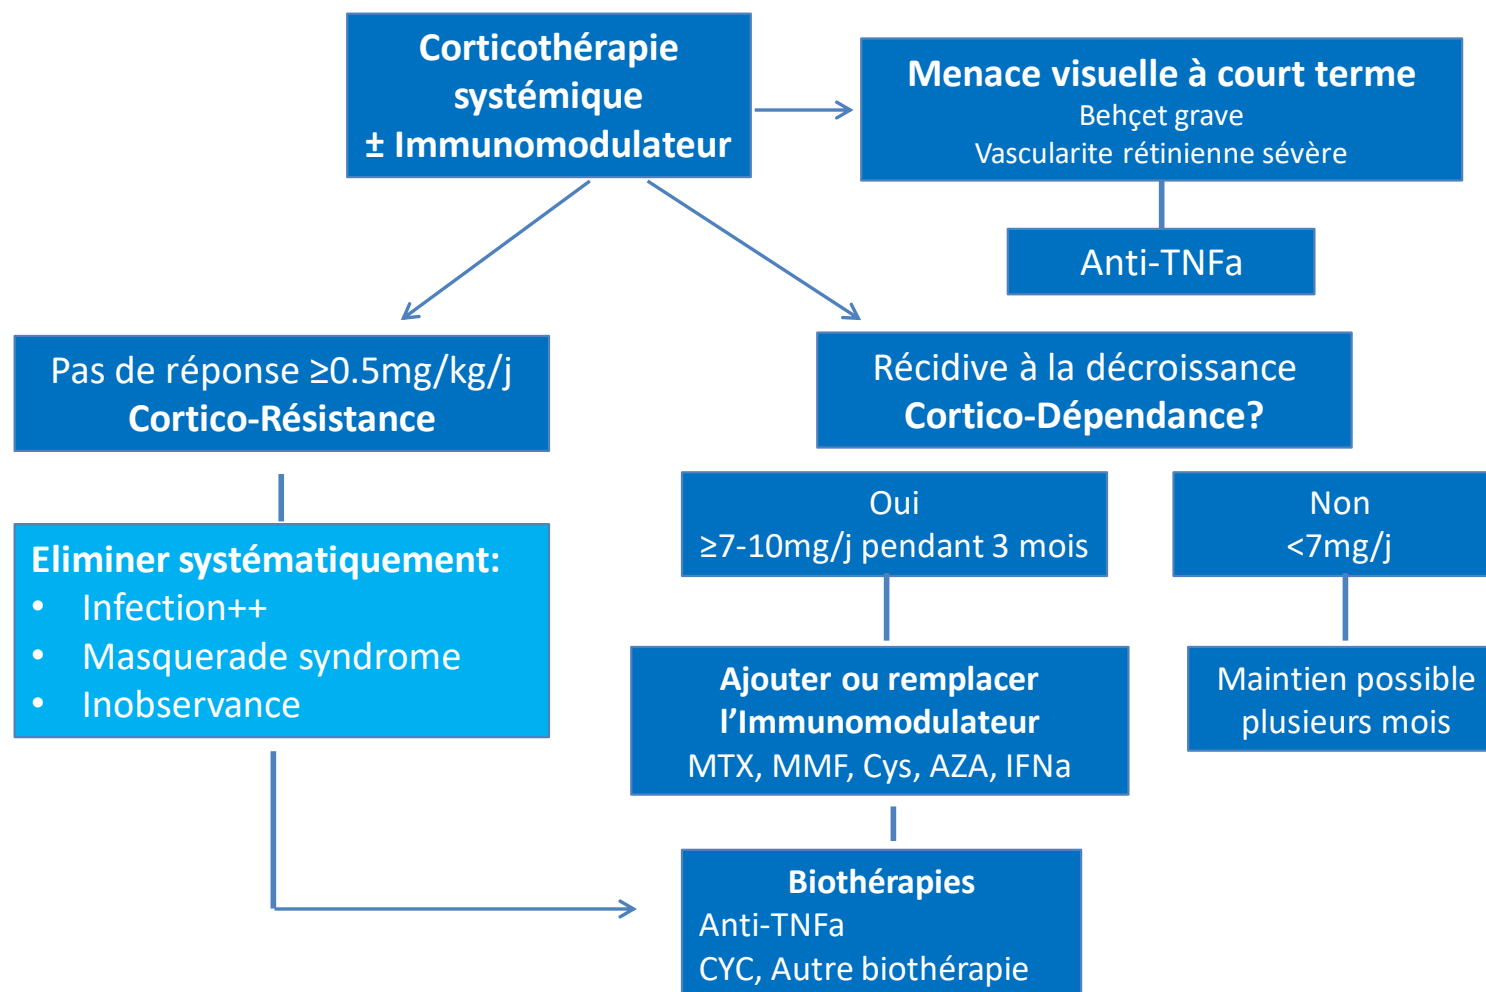 Corticothérapie
systémique
± Immunomodulateur
Menace visuelle à court terme
Behçet grave
Vascularite rétinienne sévère
Anti-TNFa
Pas de réponse ≥0.5mg/kg/j
Cortico-Résistance
Récidive à la décroissance
Cortico-Dépendance?
Eliminer systématiquement:
• Infection++
• Masquerade syndrome
• Inobservance
Oui
≥7-10mg/j pendant 3 mois
Non
<7mg/j
Ajouter ou remplacer
l’Immunomodulateur
MTX, MMF, Cys, AZA, IFNa
Maintien possible
plusieurs mois
Biothérapies
Anti-TNFa
CYC, Autre biothérapie